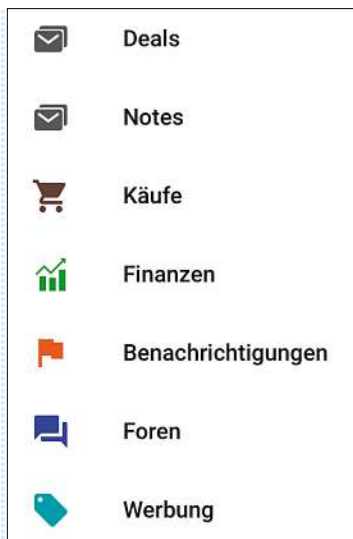 Deals
Notes
Käufe
Finanzen
Benachrichtigungen
Foren
Werbung